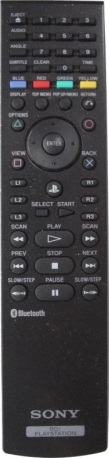 EJECT
AUDIO
ANGLE
SUBTITLE CLEAR TIME
BLUE RED GREEN YELLOW
DISPLAY TOP MENU POP UP/MENU RETURN
OPTIONS
ENTER
VIEW BACK
L1 R1
L2 R2
SELECT START
L3 R3
SCAN PLAY SCAN
PREV STOP NEXT
SLOW/STEP PAUSE SLOW/STEP
Bluetooth
SONY
PLAYSTATION